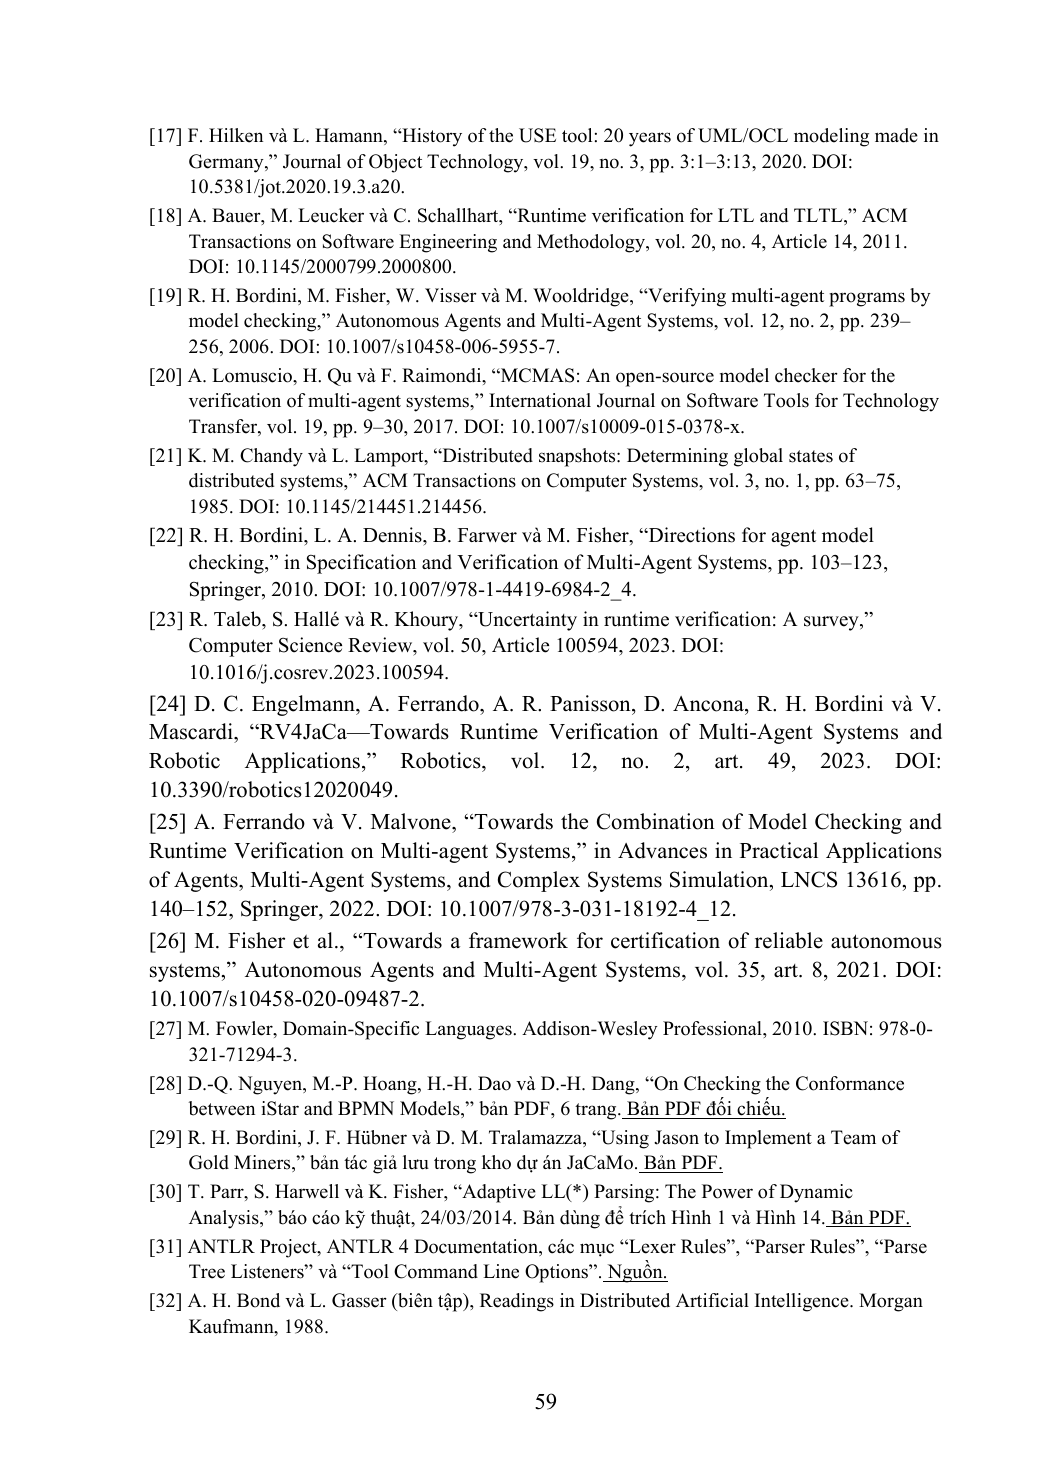 [17] F. Hilken và L. Hamann, “History of the USE tool: 20 years of UML/OCL modeling made in
Germany,” Journal of Object Technology, vol. 19, no. 3, pp. 3:1–3:13, 2020. DOI:
10.5381/jot.2020.19.3.a20.
[18] A. Bauer, M. Leucker và C. Schallhart, “Runtime verification for LTL and TLTL,” ACM
Transactions on Software Engineering and Methodology, vol. 20, no. 4, Article 14, 2011.
DOI: 10.1145/2000799.2000800.
[19] R. H. Bordini, M. Fisher, W. Visser và M. Wooldridge, “Verifying multi-agent programs by
model checking,” Autonomous Agents and Multi-Agent Systems, vol. 12, no. 2, pp. 239–
256, 2006. DOI: 10.1007/s10458-006-5955-7.
[20] A. Lomuscio, H. Qu và F. Raimondi, “MCMAS: An open-source model checker for the
verification of multi-agent systems,” International Journal on Software Tools for Technology
Transfer, vol. 19, pp. 9–30, 2017. DOI: 10.1007/s10009-015-0378-x.
[21] K. M. Chandy và L. Lamport, “Distributed snapshots: Determining global states of
distributed systems,” ACM Transactions on Computer Systems, vol. 3, no. 1, pp. 63–75,
1985. DOI: 10.1145/214451.214456.
[22] R. H. Bordini, L. A. Dennis, B. Farwer và M. Fisher, “Directions for agent model
checking,” in Specification and Verification of Multi-Agent Systems, pp. 103–123,
Springer, 2010. DOI: 10.1007/978-1-4419-6984-2_4.
[23] R. Taleb, S. Hallé và R. Khoury, “Uncertainty in runtime verification: A survey,”
Computer Science Review, vol. 50, Article 100594, 2023. DOI:
10.1016/j.cosrev.2023.100594.
[24] D. C. Engelmann, A. Ferrando, A. R. Panisson, D. Ancona, R. H. Bordini và V.
Mascardi, “RV4JaCa—Towards Runtime Verification of Multi-Agent Systems and
Robotic Applications,” Robotics, vol. 12, no. 2, art. 49, 2023. DOI:
10.3390/robotics12020049.
[25] A. Ferrando và V. Malvone, “Towards the Combination of Model Checking and
Runtime Verification on Multi-agent Systems,” in Advances in Practical Applications
of Agents, Multi-Agent Systems, and Complex Systems Simulation, LNCS 13616, pp.
140–152, Springer, 2022. DOI: 10.1007/978-3-031-18192-4_12.
[26] M. Fisher et al., “Towards a framework for certification of reliable autonomous
systems,” Autonomous Agents and Multi-Agent Systems, vol. 35, art. 8, 2021. DOI:
10.1007/s10458-020-09487-2.
[27] M. Fowler, Domain-Specific Languages. Addison-Wesley Professional, 2010. ISBN: 978-0-
321-71294-3.
[28] D.-Q. Nguyen, M.-P. Hoang, H.-H. Dao và D.-H. Dang, “On Checking the Conformance
between iStar and BPMN Models,” bản PDF, 6 trang. Bản PDF đối chiếu.
[29] R. H. Bordini, J. F. Hübner và D. M. Tralamazza, “Using Jason to Implement a Team of
Gold Miners,” bản tác giả lưu trong kho dự án JaCaMo. Bản PDF.
[30] T. Parr, S. Harwell và K. Fisher, “Adaptive LL(*) Parsing: The Power of Dynamic
Analysis,” báo cáo kỹ thuật, 24/03/2014. Bản dùng để trích Hình 1 và Hình 14. Bản PDF.
[31] ANTLR Project, ANTLR 4 Documentation, các mục “Lexer Rules”, “Parser Rules”, “Parse
Tree Listeners” và “Tool Command Line Options”. Nguồn.
[32] A. H. Bond và L. Gasser (biên tập), Readings in Distributed Artificial Intelligence. Morgan
Kaufmann, 1988.
59